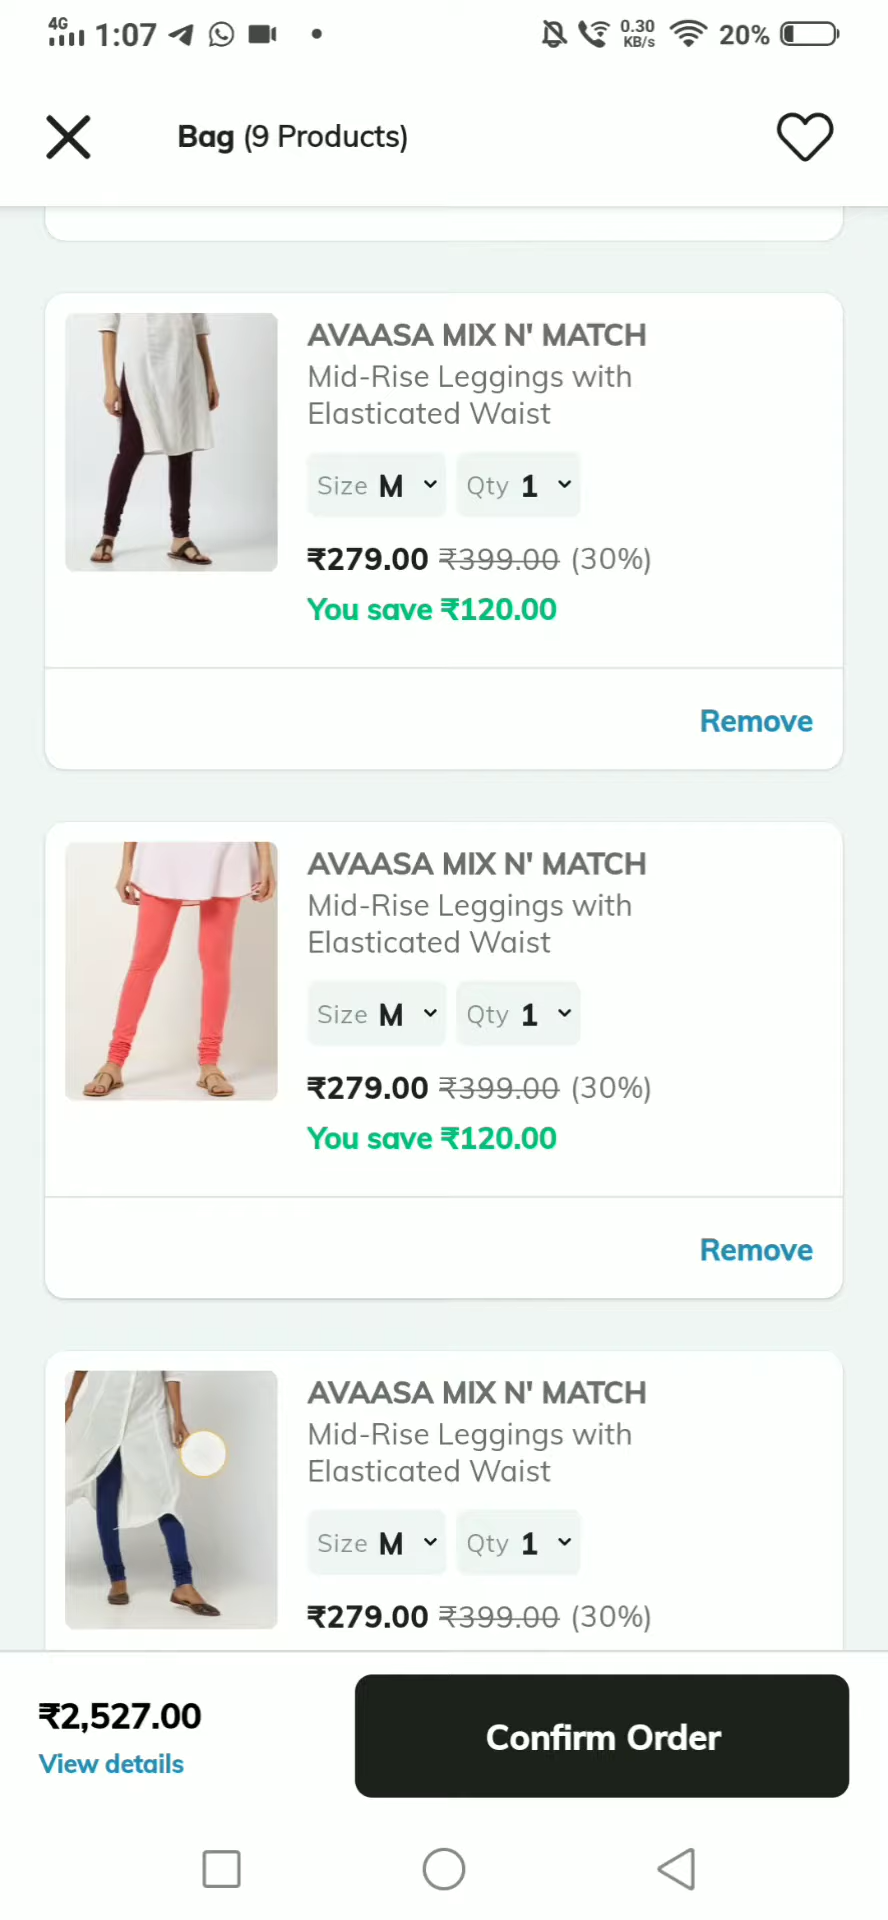 4G 1:07 0.30 KB/s 20%
Bag (9 Products)
AVAASA MIX N' MATCH
Mid-Rise Leggings with
Elasticated Waist
Size M Qty 1
₹279.00 ₹399.00 (30%)
You save ₹120.00
Remove
AVAASA MIX N' MATCH
Mid-Rise Leggings with
Elasticated Waist
Size M Qty 1
₹279.00 ₹399.00 (30%)
You save ₹120.00
Remove
AVAASA MIX N' MATCH
Mid-Rise Leggings with
Elasticated Waist
Size M Qty 1
₹279.00 ₹399.00 (30%)
₹2,527.00
View details
Confirm Order